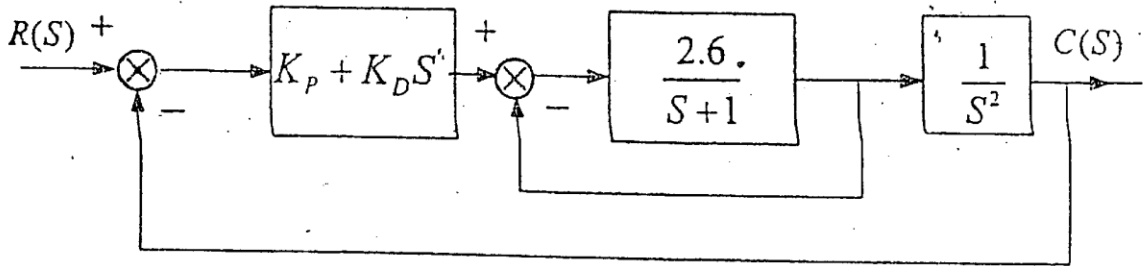 R(S) + − K_P + K_D S + − 2.6 / (S+1) 1 / S^2 C(S)